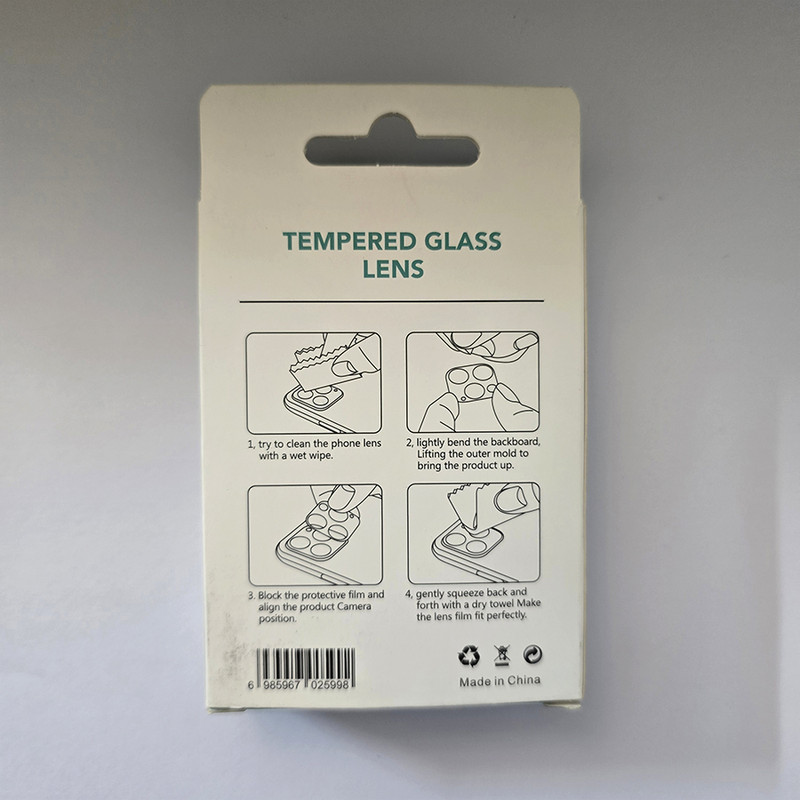 TEMPERED GLASS
LENS
1, try to clean the phone lens
with a wet wipe.
2, lightly bend the backboard,
Lifting the outer mold to
bring the product up.
3. Block the protective film and
align the product Camera
position.
4, gently squeeze back and
forth with a dry towel Make
the lens film fit perfectly.
6 985967 025998
Made in China